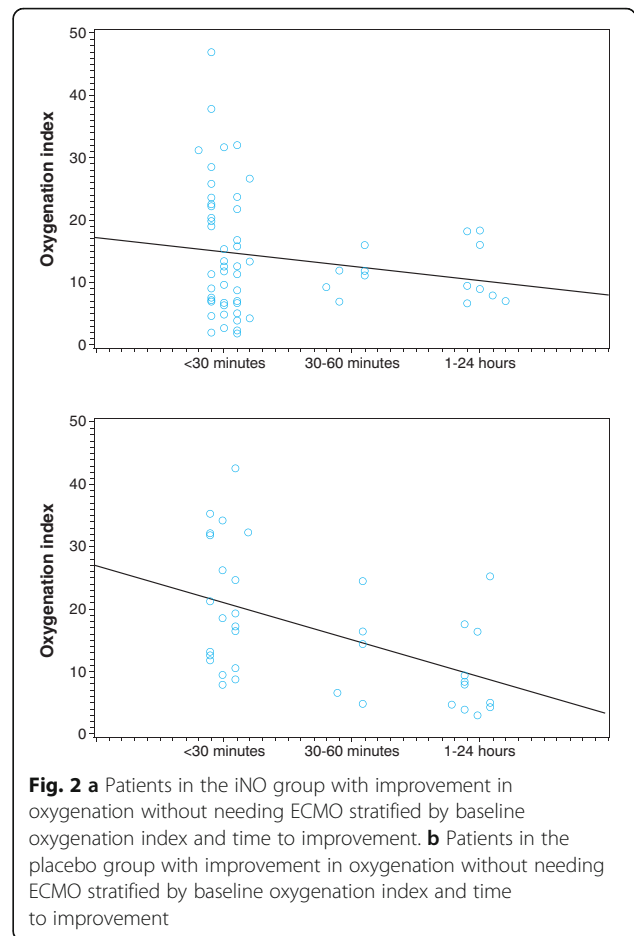 50
40
30
20
10
0
Oxygenation index
<30 minutes 30-60 minutes 1-24 hours
50
40
30
20
10
0
Oxygenation index
<30 minutes 30-60 minutes 1-24 hours
Fig. 2 a Patients in the iNO group with improvement in
oxygenation without needing ECMO stratified by baseline
oxygenation index and time to improvement. b Patients in the
placebo group with improvement in oxygenation without needing
ECMO stratified by baseline oxygenation index and time
to improvement